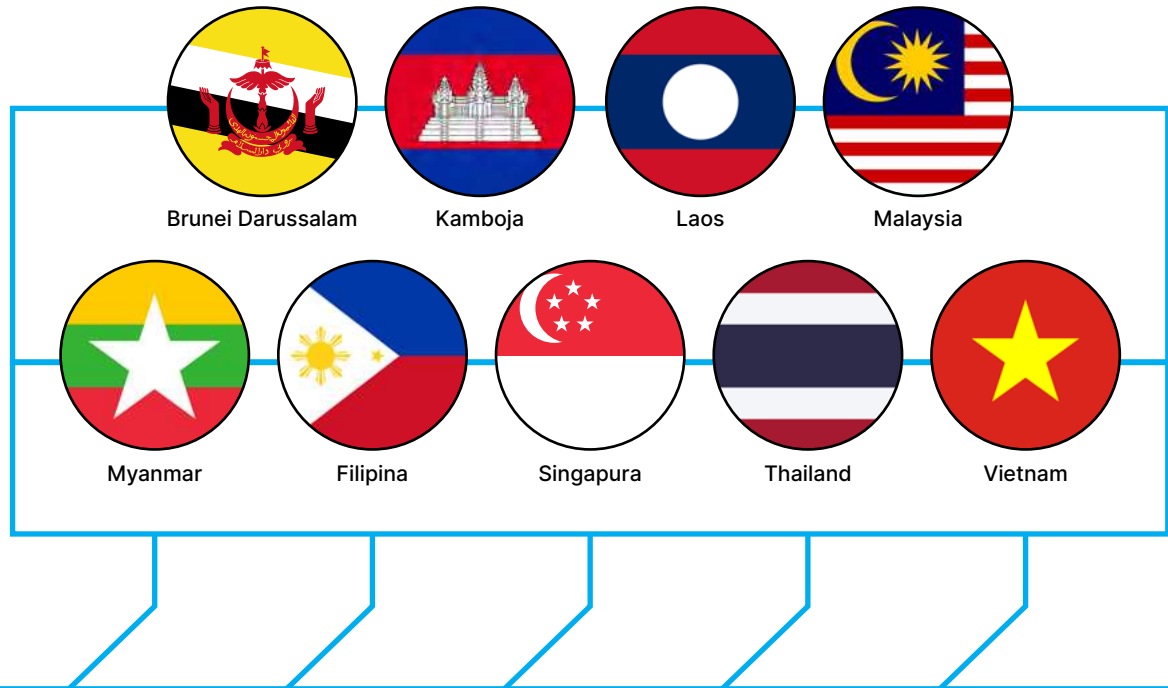 Brunei Darussalam
Kamboja
Laos
Malaysia
Myanmar
Filipina
Singapura
Thailand
Vietnam